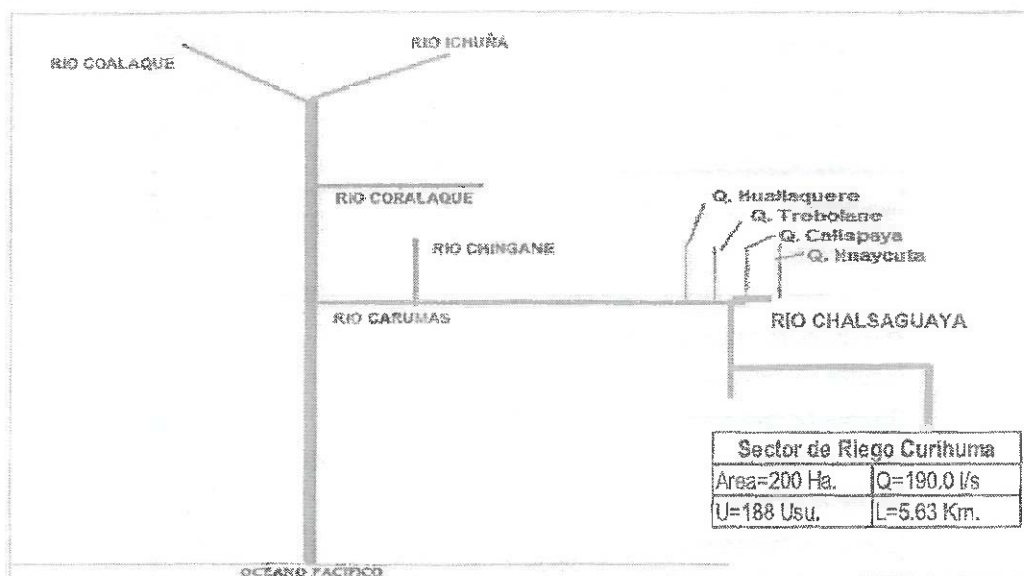 RIO ICHUÑA
RIO COALAQUE
RIO CORALAQUE
Q. Huallaquere
Q. Trebolane
Q. Callapaya
Q. Huaycuta
RIO CHINGANE
RIO CARUMAS
RIO CHALSAGUAYA
Sector de Riego Curihuma
Area=200 Ha. Q=190.0 l/s
U=188 Usu. L=5.63 Km.
OCEANO PACIFICO